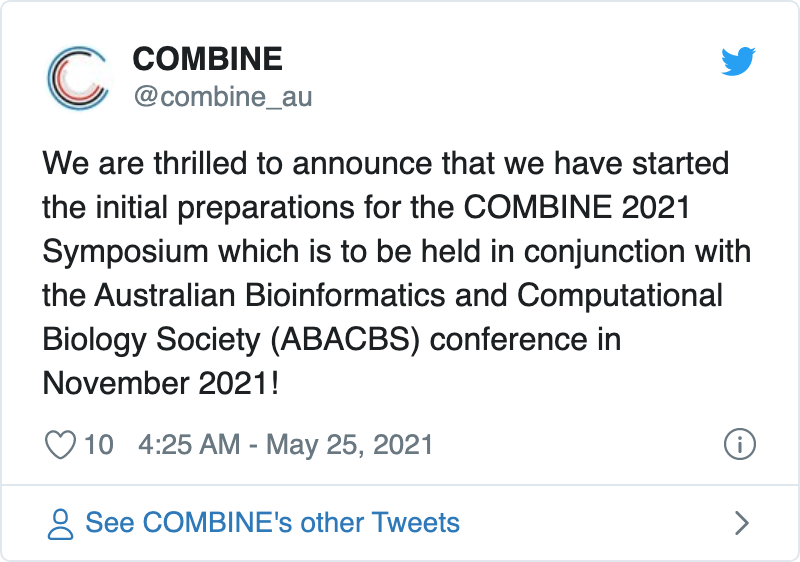 COMBINE
@combine_au
We are thrilled to announce that we have started
the initial preparations for the COMBINE 2021
Symposium which is to be held in conjunction with
the Australian Bioinformatics and Computational
Biology Society (ABACBS) conference in
November 2021!
10 4:25 AM - May 25, 2021
See COMBINE's other Tweets